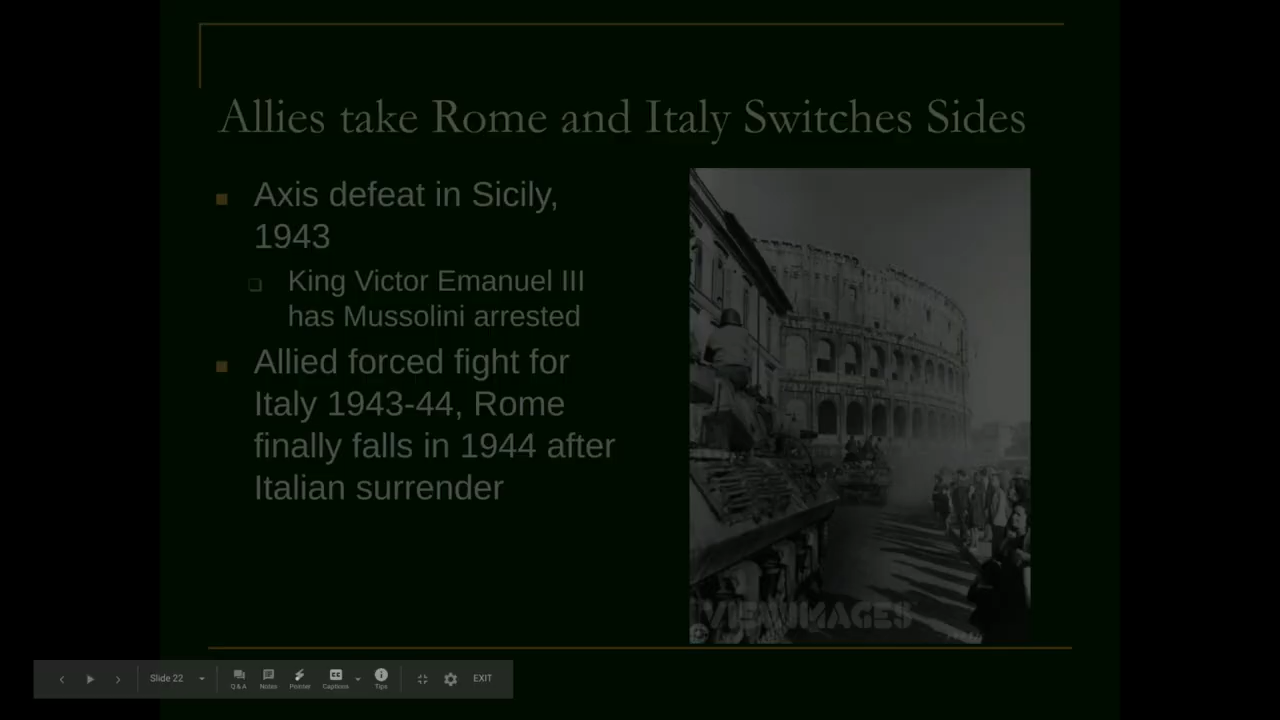 Allies take Rome and Italy Switches Sides
Axis defeat in Sicily,
1943
King Victor Emanuel III
has Mussolini arrested
Allied forced fight for
Italy 1943-44, Rome
finally falls in 1944 after
Italian surrender
VIEWIMAGES
Slide 22
Q&A Notes Pointer Captions Tips
EXIT